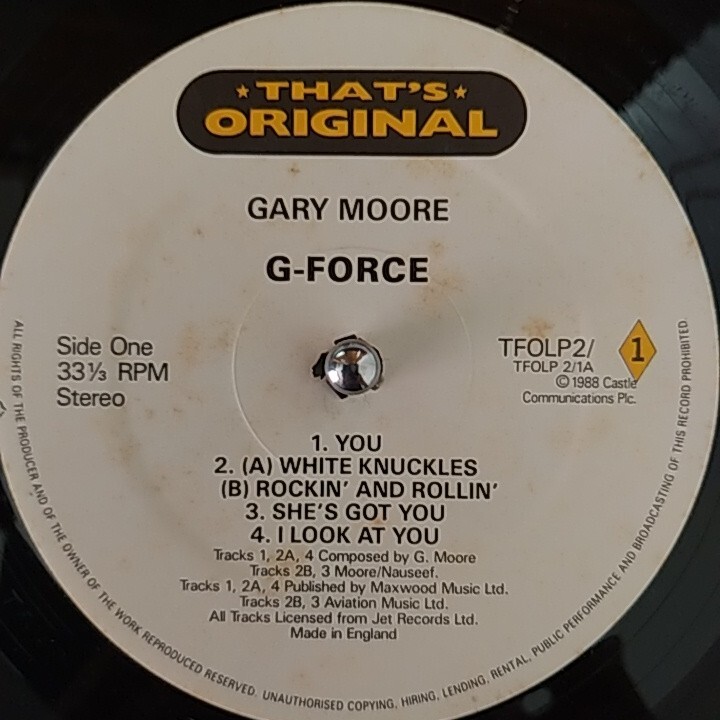 ★ THAT'S ★
ORIGINAL
GARY MOORE
G-FORCE
Side One
33⅓ RPM
Stereo
TFOLP2/
1
TFOLP 2/1A
©1988 Castle
Communications Plc.
1. YOU
2. (A) WHITE KNUCKLES
(B) ROCKIN' AND ROLLIN'
3. SHE'S GOT YOU
4. I LOOK AT YOU
Tracks 1, 2A, 4 Composed by G. Moore
Tracks 2B, 3 Moore/Nauseef.
Tracks 1, 2A, 4 Published by Maxwood Music Ltd.
Tracks 2B, 3 Aviation Music Ltd.
All Tracks Licensed from Jet Records Ltd.
Made in England
ALL RIGHTS OF THE PRODUCER AND OF THE OWNER OF THE WORK REPRODUCED RESERVED. UNAUTHORISED COPYING, HIRING, LENDING, RENTAL, PUBLIC PERFORMANCE AND BROADCASTING OF THIS RECORD PROHIBITED.